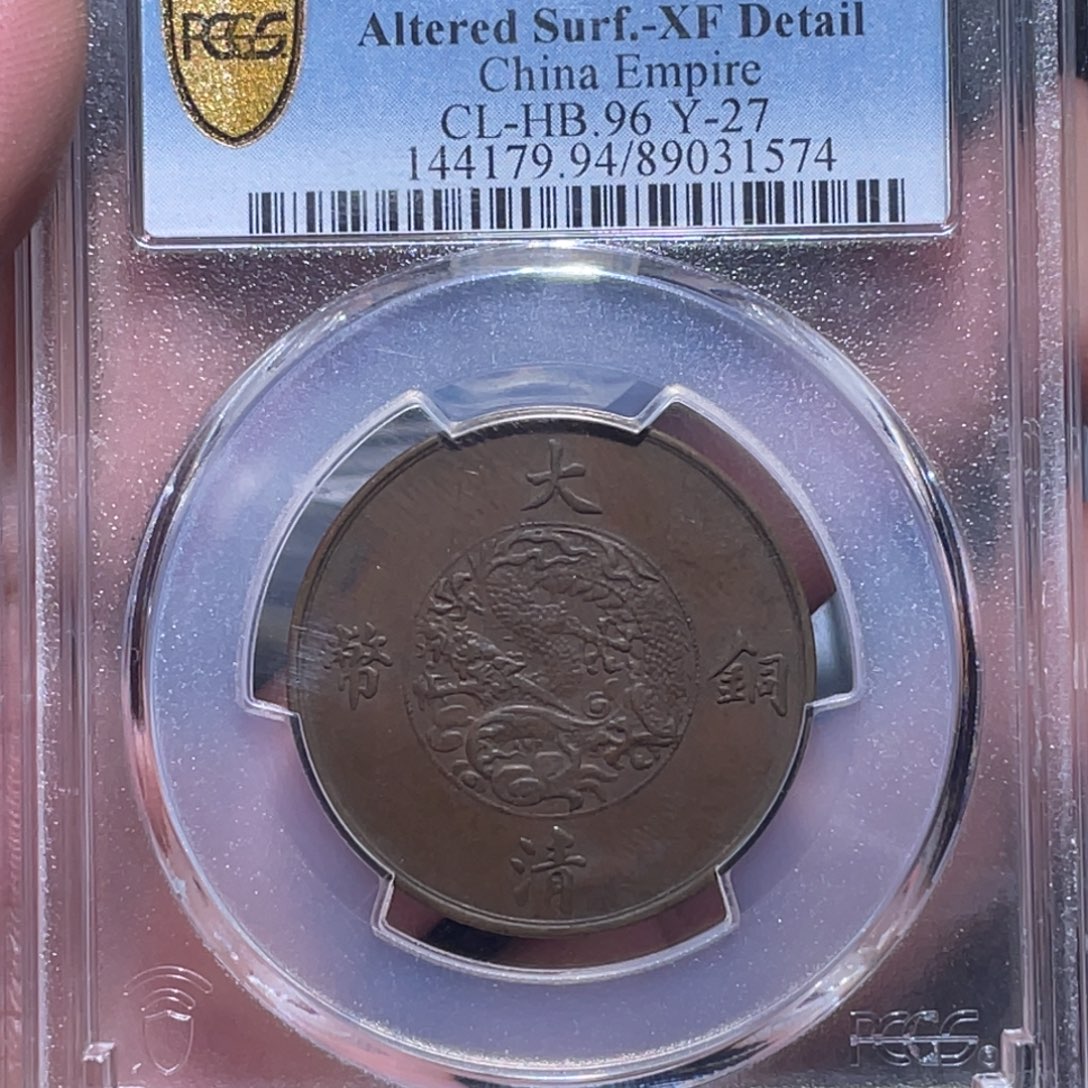 PCGS
Altered Surf.-XF Detail
China Empire
CL-HB.96 Y-27
144179.94/89031574
大
幣 銅
清
PCGS